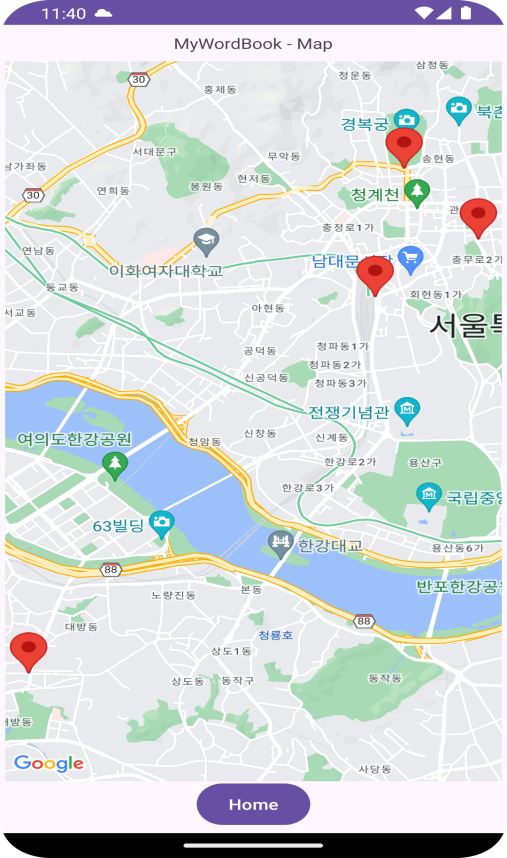 11:40
MyWordBook - Map
삼청동
30
청운동
홍제동
북촌
경복궁
서대문구
무악동
송현동
남가좌동
현저동
30
연희동
봉원동
청계천
관
충정로1가
연남동
남대문시장
충무로2가
이화여자대학교
동교동
회현동1가
아현동
서교동
서울특
공덕동
청파동1가
청파동2가
신공덕동
청파동3가
전쟁기념관
신창동
신계동
여의도한강공원
청암동
한강로2가
용산구
한강로3가
국립중앙
63빌딩
한강대교
용산동6가
88
본동
반포한강공원
노량진동
88
대방동
청룡호
상도1동
상도동
동작구
동작동
대방동
Google
사당동
Home